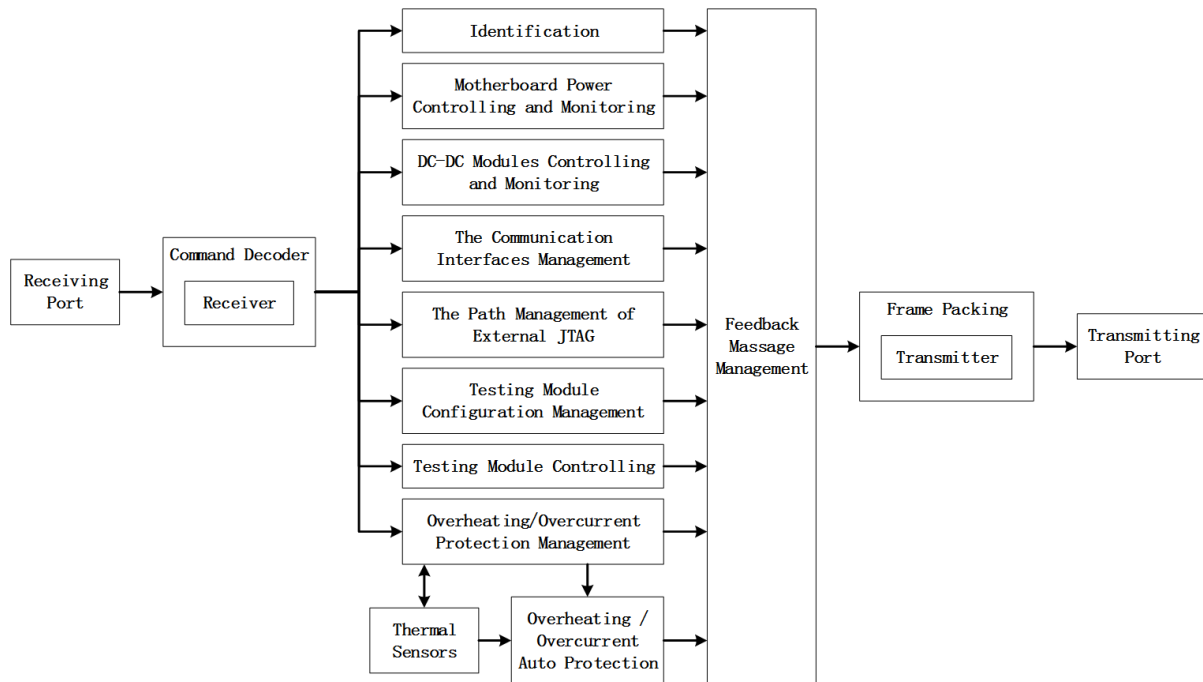 Receiving
Port
Command Decoder
Receiver
Identification
Motherboard Power
Controlling and Monitoring
DC-DC Modules Controlling
and Monitoring
The Communication
Interfaces Management
The Path Management of
External JTAG
Testing Module
Configuration Management
Testing Module Controlling
Overheating/Overcurrent
Protection Management
Thermal
Sensors
Overheating /
Overcurrent
Auto Protection
Feedback
Massage
Management
Frame Packing
Transmitter
Transmitting
Port